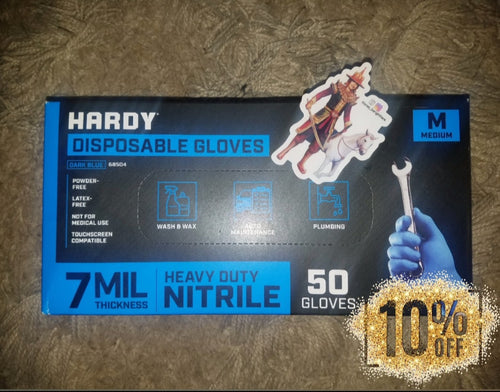 HARDY
DISPOSABLE GLOVES
DARK BLUE 68504
POWDER-
FREE
LATEX-
FREE
NOT FOR
MEDICAL USE
TOUCHSCREEN
COMPATIBLE
WASH & WAX
AUTO
MAINTENANCE
PLUMBING
M
MEDIUM
7 MIL
THICKNESS
HEAVY DUTY
NITRILE
50
GLOVES
10%
OFF